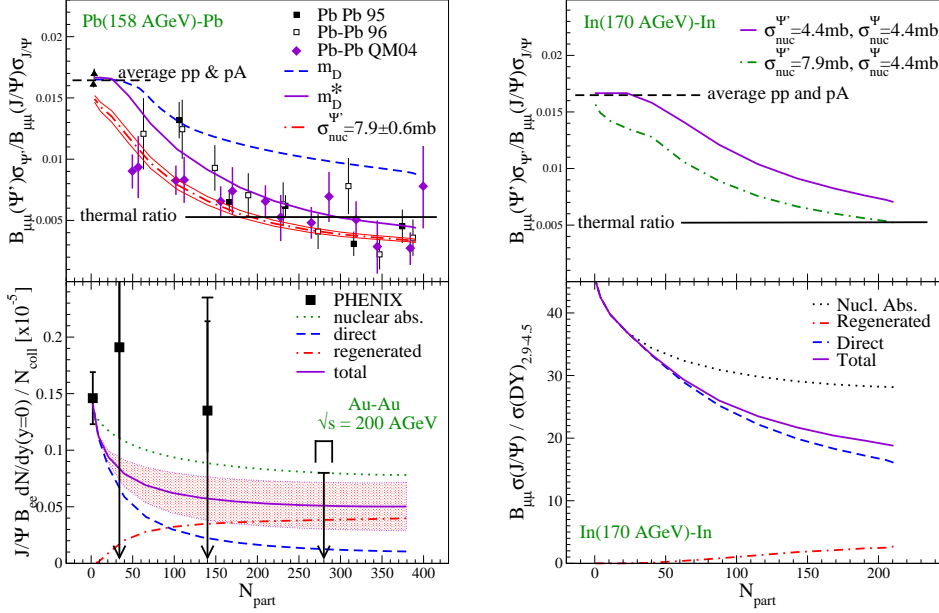 Pb(158 AGeV)-Pb
Pb Pb 95
Pb-Pb 96
Pb-Pb QM04
m_D
m_D^*
σ_nuc^Ψ'=7.9±0.6mb
average pp & pA
thermal ratio
B_μμ(Ψ')σ_Ψ'/B_μμ(J/Ψ)σ_J/Ψ
0.02
0.015
0.01
0.005
PHENIX
nuclear abs.
direct
regenerated
total
Au-Au
√s = 200 AGeV
J/Ψ B_ee dN/dy(y=0) / N_coll [x10^-5]
0.2
0.15
0.1
0.05
0
0 50 100 150 200 250 300 350 400
N_part
In(170 AGeV)-In
σ_nuc^Ψ'=4.4mb, σ_nuc^Ψ=4.4mb
σ_nuc^Ψ'=7.9mb, σ_nuc^Ψ=4.4mb
average pp and pA
thermal ratio
B_μμ(Ψ')σ_Ψ'/B_μμ(J/Ψ)σ_J/Ψ
0.02
0.015
0.01
0.005
Nucl. Abs.
Regenerated
Direct
Total
In(170 AGeV)-In
B_μμ σ(J/Ψ) / σ(DY)_2.9-4.5
40
30
20
10
0
0 50 100 150 200
N_part